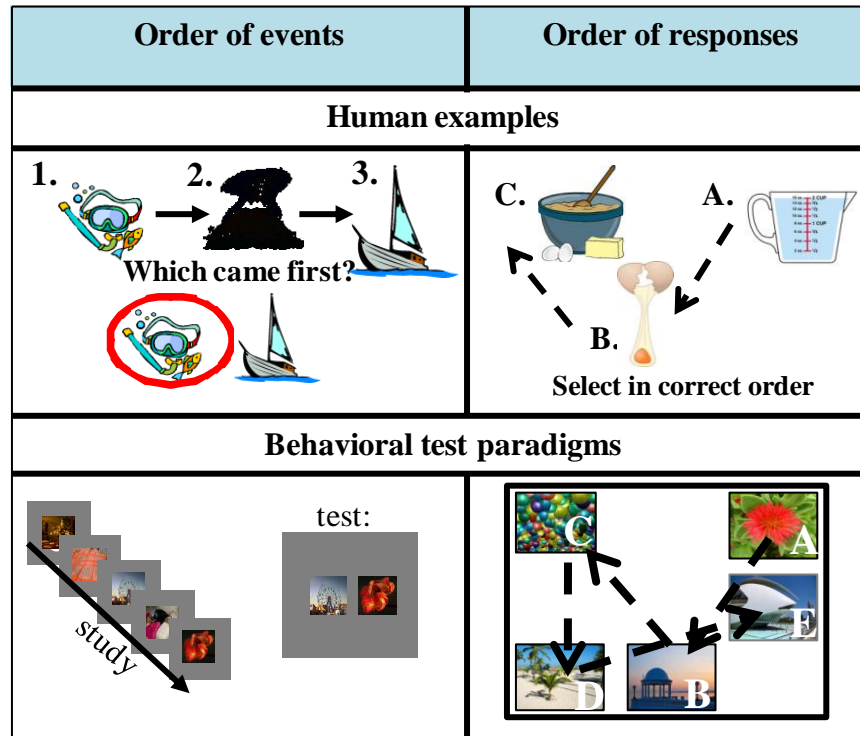 Order of events
Order of responses
Human examples
1.
2.
3.
Which came first?
C.
A.
B.
Select in correct order
Behavioral test paradigms
study
test:
C
A
E
D
B